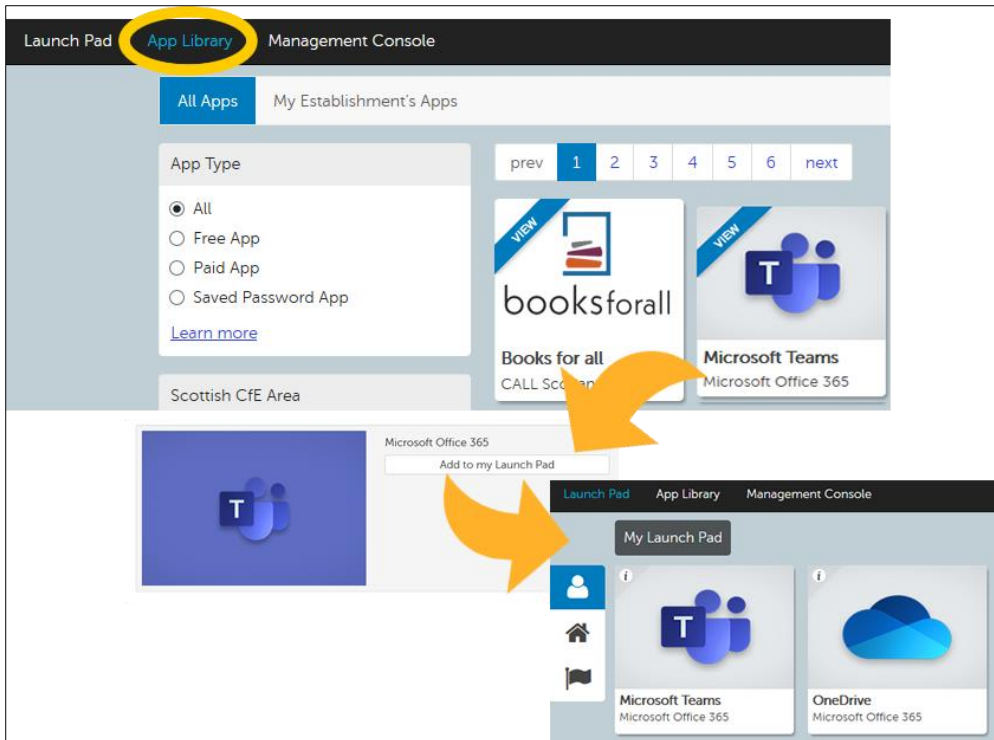 Launch Pad App Library Management Console
All Apps My Establishment's Apps
App Type
All
Free App
Paid App
Saved Password App
Learn more
Scottish CfE Area
prev 1 2 3 4 5 6 next
VIEW
booksforall
Books for all
CALL
VIEW
T
Microsoft Teams
Microsoft Office 365
T
Microsoft Office 365
Add to my Launch Pad
Launch Pad App Library Management Console
My Launch Pad
i
T
Microsoft Teams
Microsoft Office 365
i
OneDrive
Microsoft Office 365